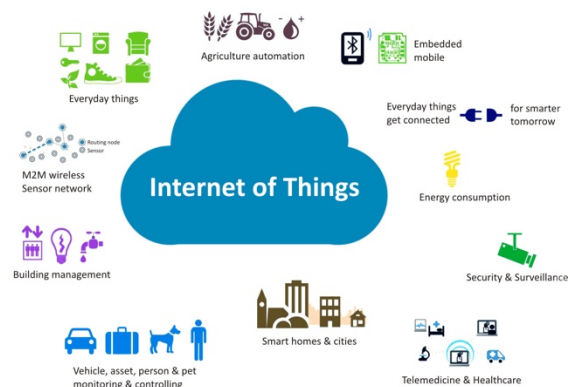 Agriculture automation
Embedded
mobile
Everyday things
Everyday things
get connected
for smarter
tomorrow
Routing node
Sensor
M2M wireless
Sensor network
Internet of Things
Energy consumption
Building management
Security & Surveillance
Smart homes & cities
Vehicle, asset, person & pet
monitoring & controlling
Telemedicine & Healthcare